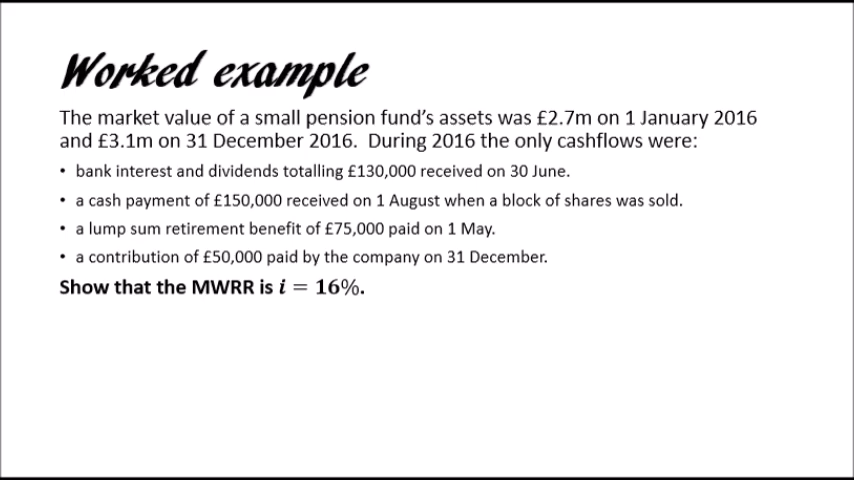 Worked example
The market value of a small pension fund’s assets was £2.7m on 1 January 2016
and £3.1m on 31 December 2016.  During 2016 the only cashflows were:
• bank interest and dividends totalling £130,000 received on 30 June.
• a cash payment of £150,000 received on 1 August when a block of shares was sold.
• a lump sum retirement benefit of £75,000 paid on 1 May.
• a contribution of £50,000 paid by the company on 31 December.
Show that the MWRR is i = 16%.